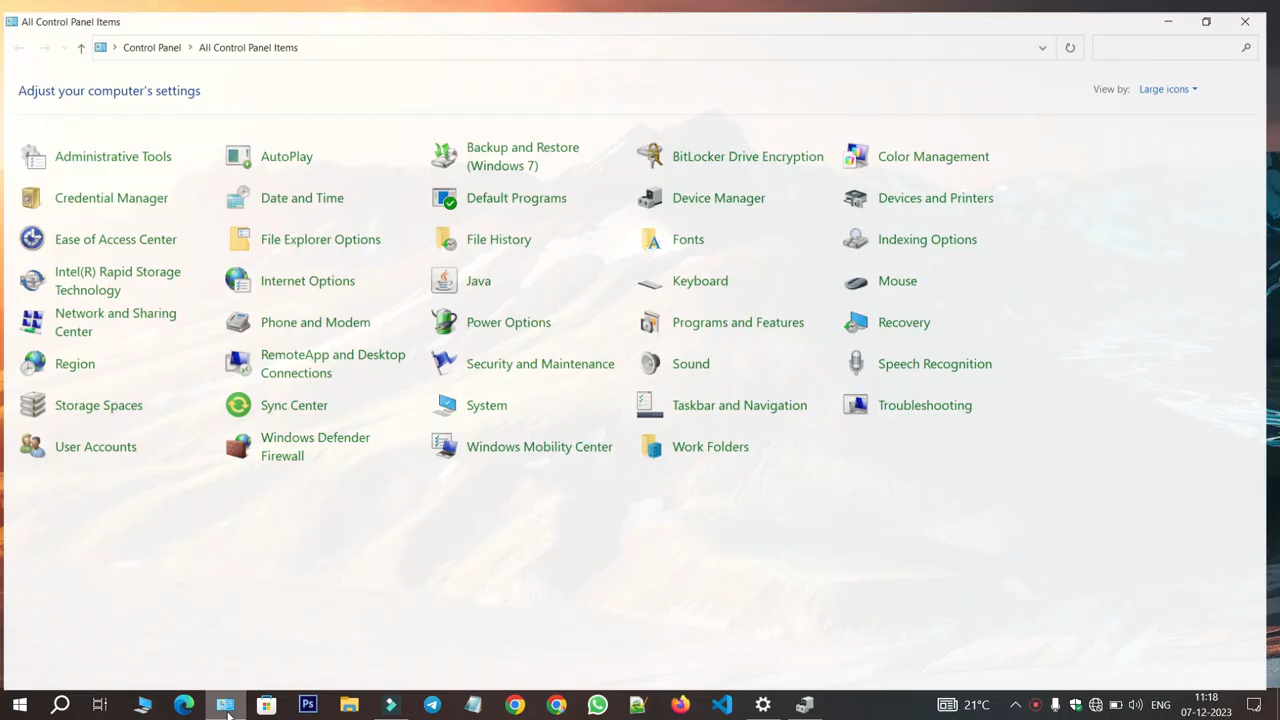 All Control Panel Items
Control Panel > All Control Panel Items
Adjust your computer's settings
View by: Large icons
Administrative Tools
AutoPlay
Backup and Restore
(Windows 7)
BitLocker Drive Encryption
Color Management
Credential Manager
Date and Time
Default Programs
Device Manager
Devices and Printers
Ease of Access Center
File Explorer Options
File History
Fonts
Indexing Options
Intel(R) Rapid Storage
Technology
Internet Options
Java
Keyboard
Mouse
Network and Sharing
Center
Phone and Modem
Power Options
Programs and Features
Recovery
Region
RemoteApp and Desktop
Connections
Security and Maintenance
Sound
Speech Recognition
Storage Spaces
Sync Center
System
Taskbar and Navigation
Troubleshooting
User Accounts
Windows Defender
Firewall
Windows Mobility Center
Work Folders
Ps
21°C
ENG
11:18
07-12-2023